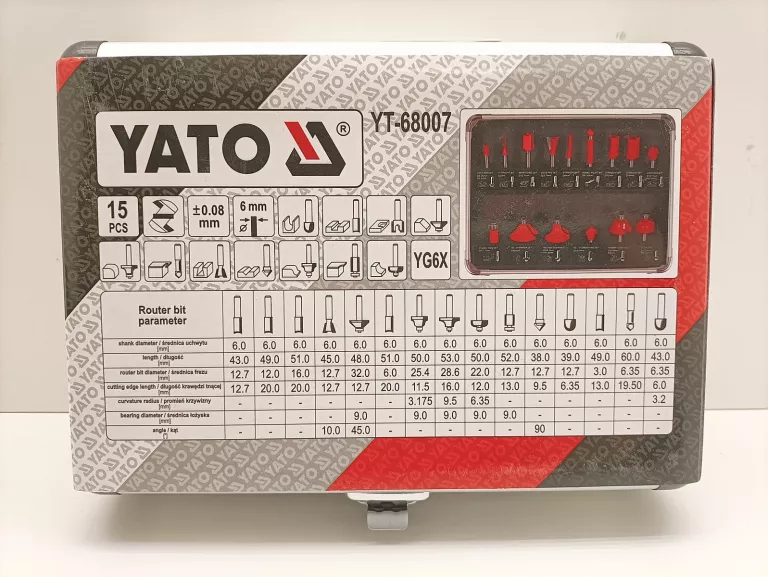 YATO ®
YT-68007
15 PCS
±0.08 mm
6 mm
Ø
YG6X
Router bit parameter
shank diameter / średnica uchwytu [mm] 6.0 6.0 6.0 6.0 6.0 6.0 6.0 6.0 6.0 6.0 6.0 6.0 6.0 6.0 6.0
length / długość [mm] 43.0 49.0 51.0 45.0 48.0 51.0 50.0 53.0 50.0 52.0 38.0 39.0 49.0 60.0 43.0
router bit diameter / średnica frezu [mm] 12.7 12.0 16.0 12.7 32.0 6.0 25.4 28.6 22.0 12.7 12.7 12.7 3.0 6.35 6.35
cutting edge length / długość krawędzi tnącej [mm] 12.7 20.0 20.0 12.7 12.7 20.0 11.5 16.0 12.0 13.0 9.5 6.35 13.0 19.50 6.0
curvature radius / promień krzywizny [mm] - - - - - - 3.175 9.5 6.35 - - - - - 3.2
bearing diameter / średnica łożyska [mm] - - - - 9.0 - 9.0 9.0 9.0 9.0 - - - - -
angle / kąt [°] - - - 10.0 45.0 - - - - - 90 - - - -